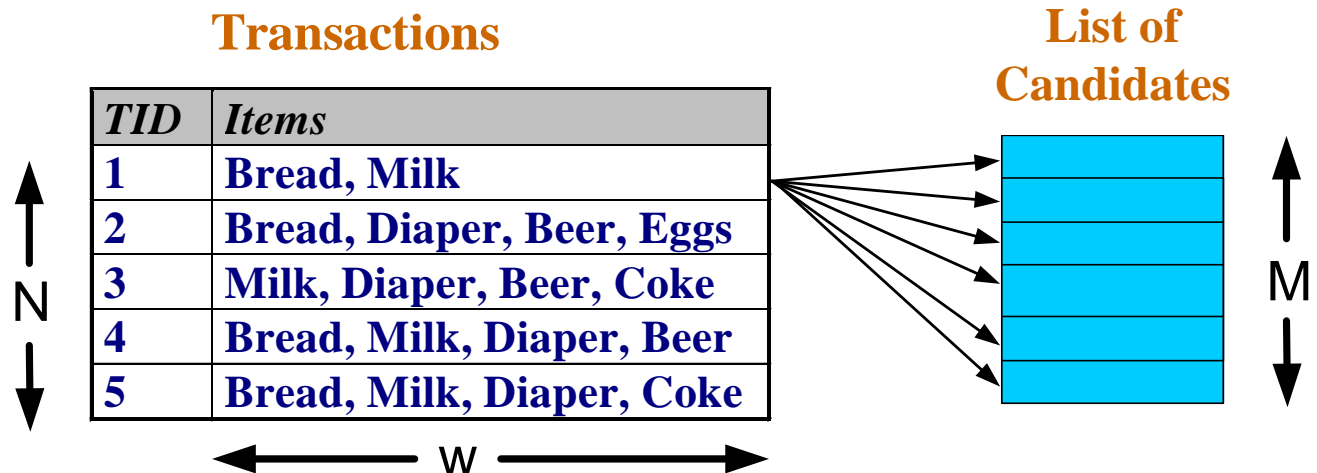 Transactions
List of
Candidates
TID Items
1 Bread, Milk
2 Bread, Diaper, Beer, Eggs
3 Milk, Diaper, Beer, Coke
4 Bread, Milk, Diaper, Beer
5 Bread, Milk, Diaper, Coke
N
M
w